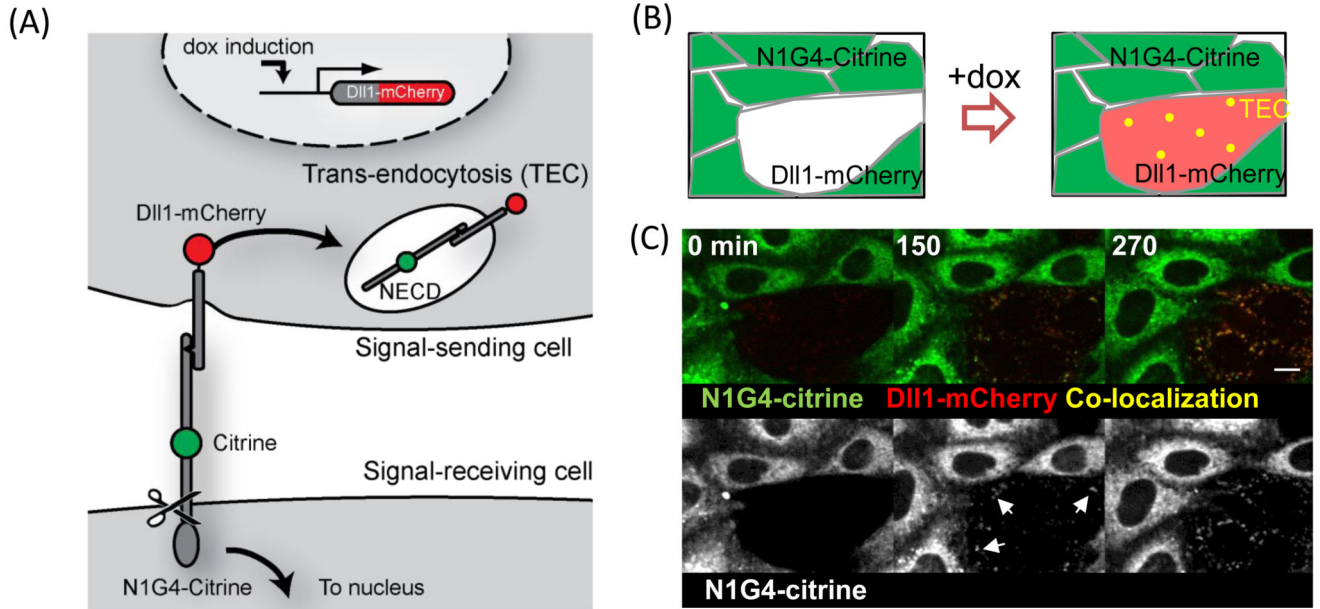 (A)
dox induction
Dll1-mCherry
Trans-endocytosis (TEC)
Dll1-mCherry
NECD
Signal-sending cell
Citrine
Signal-receiving cell
N1G4-Citrine
To nucleus
(B)
N1G4-Citrine
Dll1-mCherry
+dox
N1G4-Citrine
TEC
Dll1-mCherry
(C)
0 min
150
270
N1G4-citrine Dll1-mCherry Co-localization
N1G4-citrine